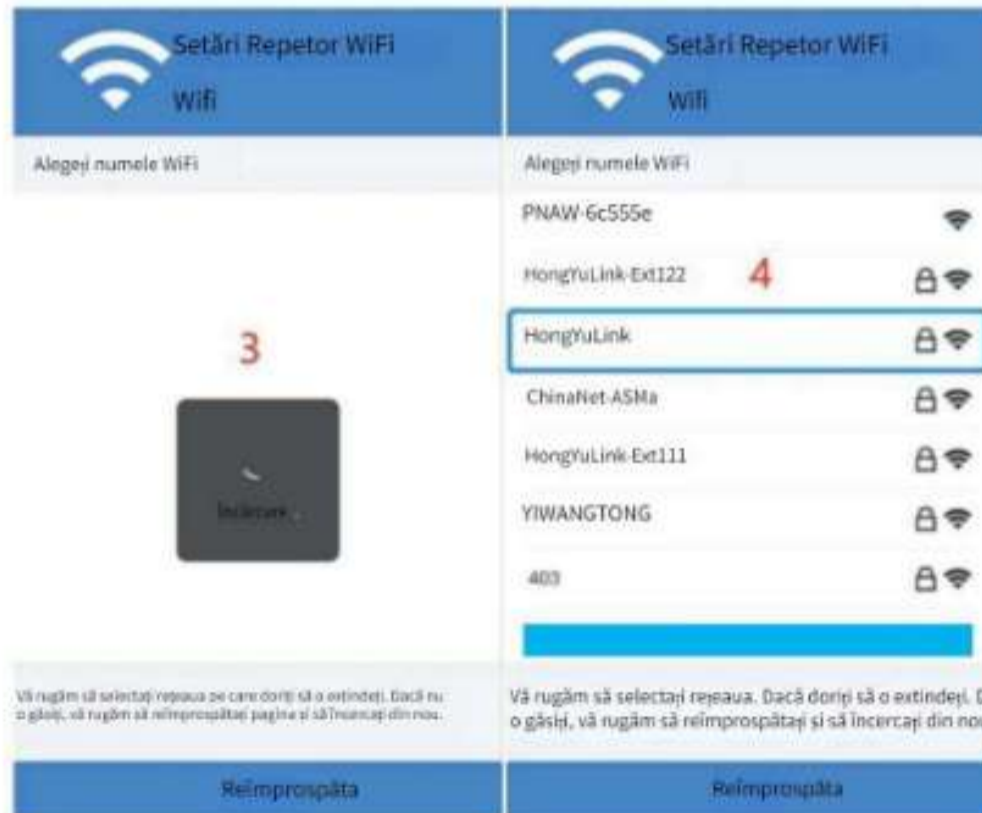 Setări Repetor WiFi
Wifi
Alegeți numele WiFi
3
Vă rugăm să selectați rețeaua pe care doriți să o extindeți. Dacă nu
o găsiți, vă rugăm să reîmprospătați pagina și să încercați din nou.
Reîmprospăta
Setări Repetor WiFi
Wifi
Alegeți numele WiFi
PNAW-6c555e
HongYuLink-Ext122
4
HongYuLink
ChinaNet-ASMa
HongYuLink-Ext111
YIWANGTONG
403
Vă rugăm să selectați rețeaua. Dacă doriți să o extindeți. D
o găsiți, vă rugăm să reîmprospătați și să încercați din nou
Reîmprospăta